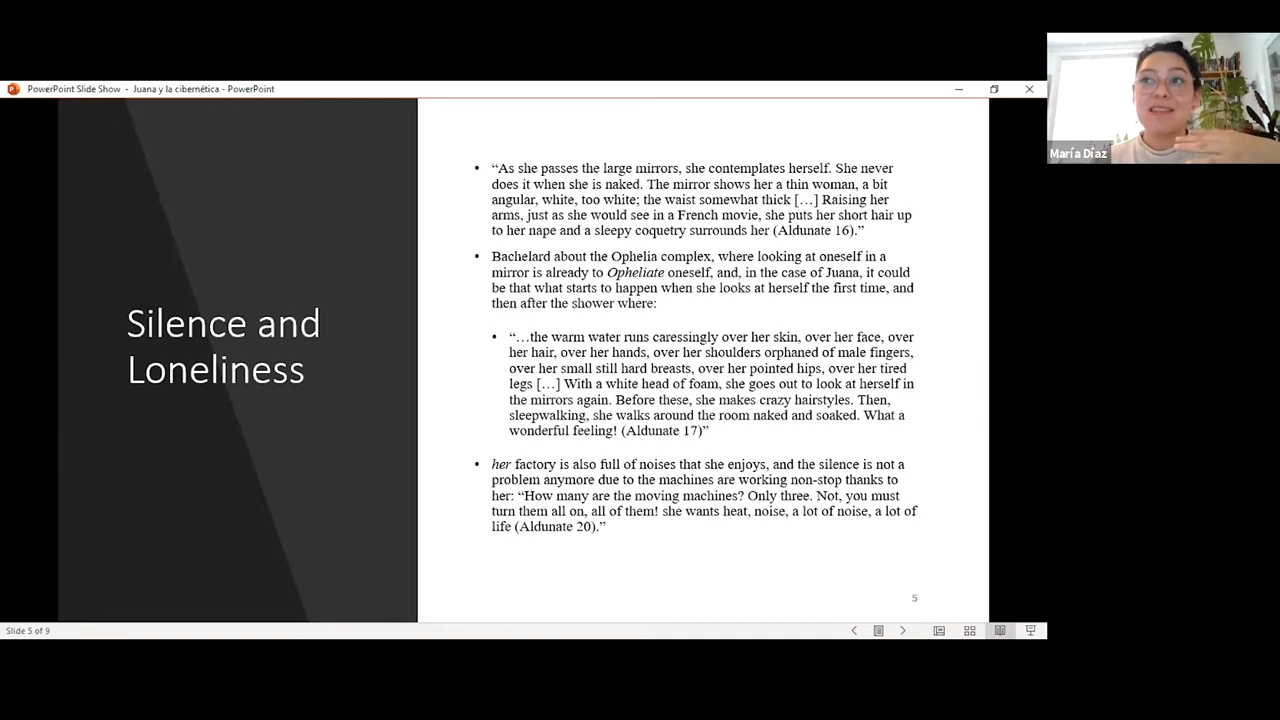 PowerPoint Slide Show - Juana y la cibernética - PowerPoint
María Díaz
Silence and
Loneliness
• “As she passes the large mirrors, she contemplates herself. She never
does it when she is naked. The mirror shows her a thin woman, a bit
angular, white, too white; the waist somewhat thick […] Raising her
arms, just as she would see in a French movie, she puts her short hair up
to her nape and a sleepy coquetry surrounds her (Aldunate 16).”
• Bachelard about the Ophelia complex, where looking at oneself in a
mirror is already to Opheliate oneself, and, in the case of Juana, it could
be that what starts to happen when she looks at herself the first time, and
then after the shower where:
• “…the warm water runs caressingly over her skin, over her face, over
her hair, over her hands, over her shoulders orphaned of male fingers,
over her small still hard breasts, over her pointed hips, over her tired
legs […] With a white head of foam, she goes out to look at herself in
the mirrors again. Before these, she makes crazy hairstyles. Then,
sleepwalking, she walks around the room naked and soaked. What a
wonderful feeling! (Aldunate 17)”
• her factory is also full of noises that she enjoys, and the silence is not a
problem anymore due to the machines are working non-stop thanks to
her: “How many are the moving machines? Only three. Not, you must
turn them all on, all of them! she wants heat, noise, a lot of noise, a lot of
life (Aldunate 20).”
5
Slide 5 of 9